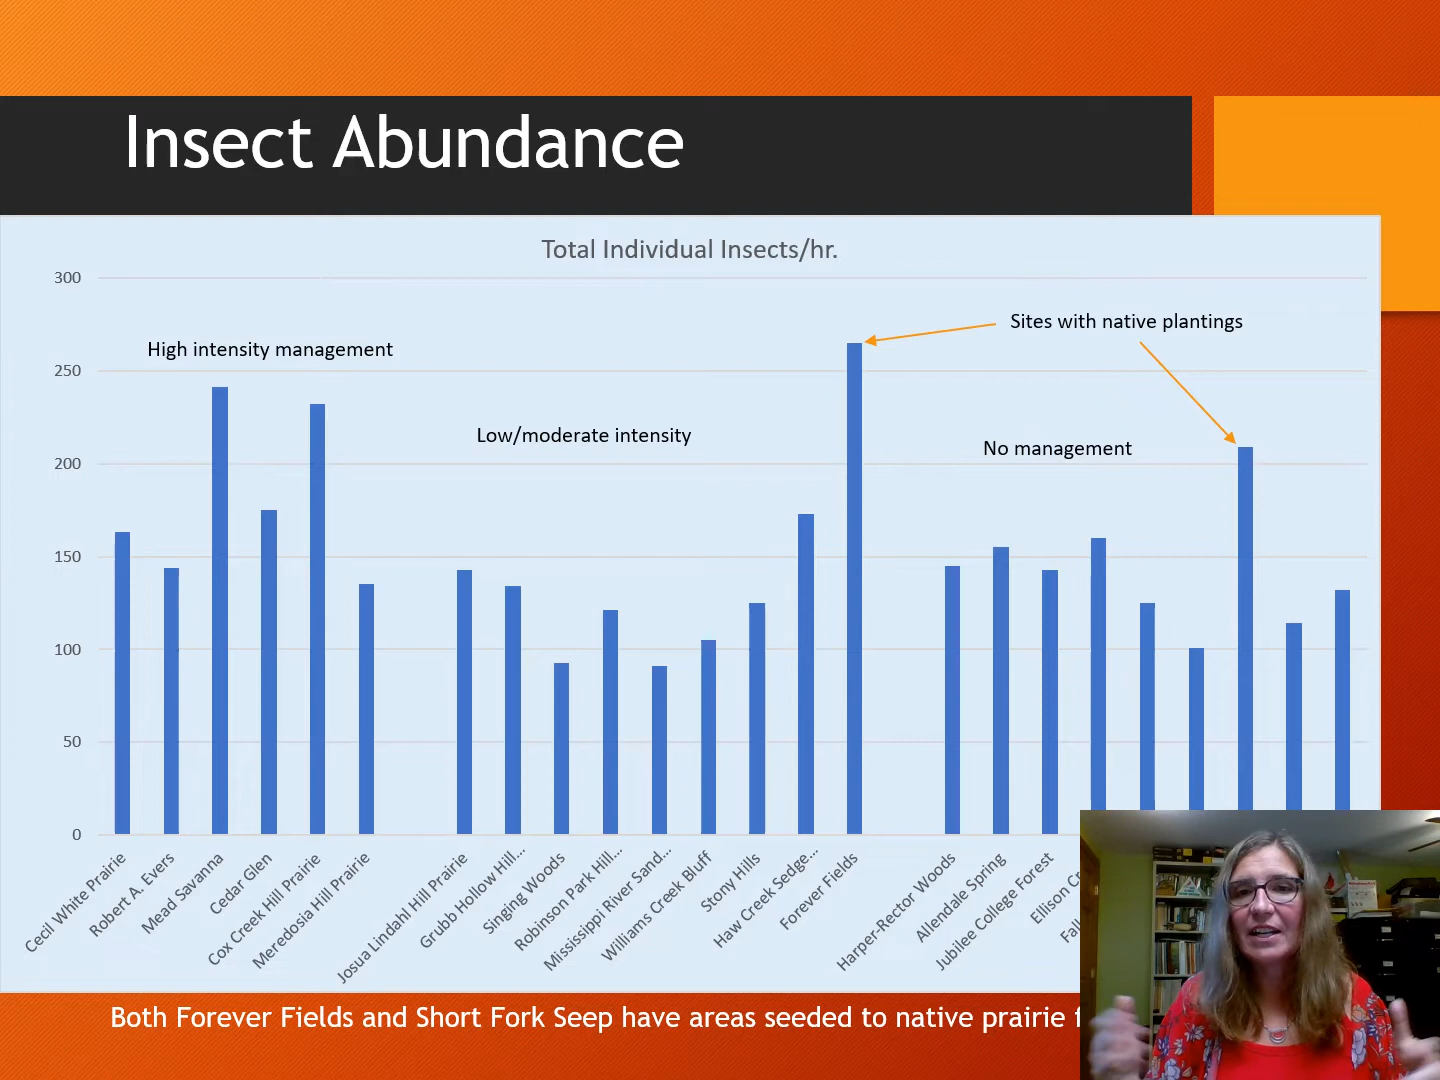 Insect Abundance
Total Individual Insects/hr.
300
250
200
150
100
50
0
High intensity management
Low/moderate intensity
No management
Sites with native plantings
Cecil White Prairie
Robert A. Evers
Mead Savanna
Cedar Glen
Cox Creek Hill Prairie
Meredosia Hill Prairie
Josua Lindahl Hill Prairie
Grubb Hollow Hill...
Singing Woods
Robinson Park Hill...
Mississippi River Sand...
Williams Creek Bluff
Stony Hills
Haw Creek Sedge...
Forever Fields
Harper-Rector Woods
Allendale Spring
Jubilee College Forest
Ellison
Both Forever Fields and Short Fork Seep have areas seeded to native prairie